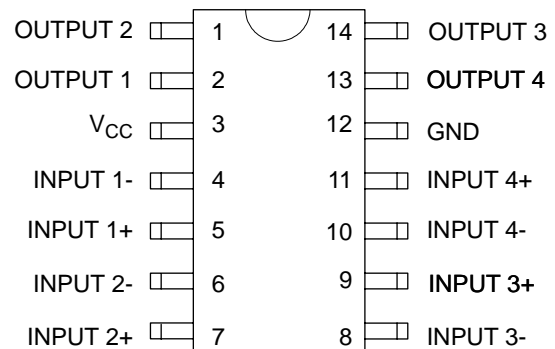 OUTPUT 2 1 14 OUTPUT 3
OUTPUT 1 2 13 OUTPUT 4
VCC 3 12 GND
INPUT 1- 4 11 INPUT 4+
INPUT 1+ 5 10 INPUT 4-
INPUT 2- 6 9 INPUT 3+
INPUT 2+ 7 8 INPUT 3-